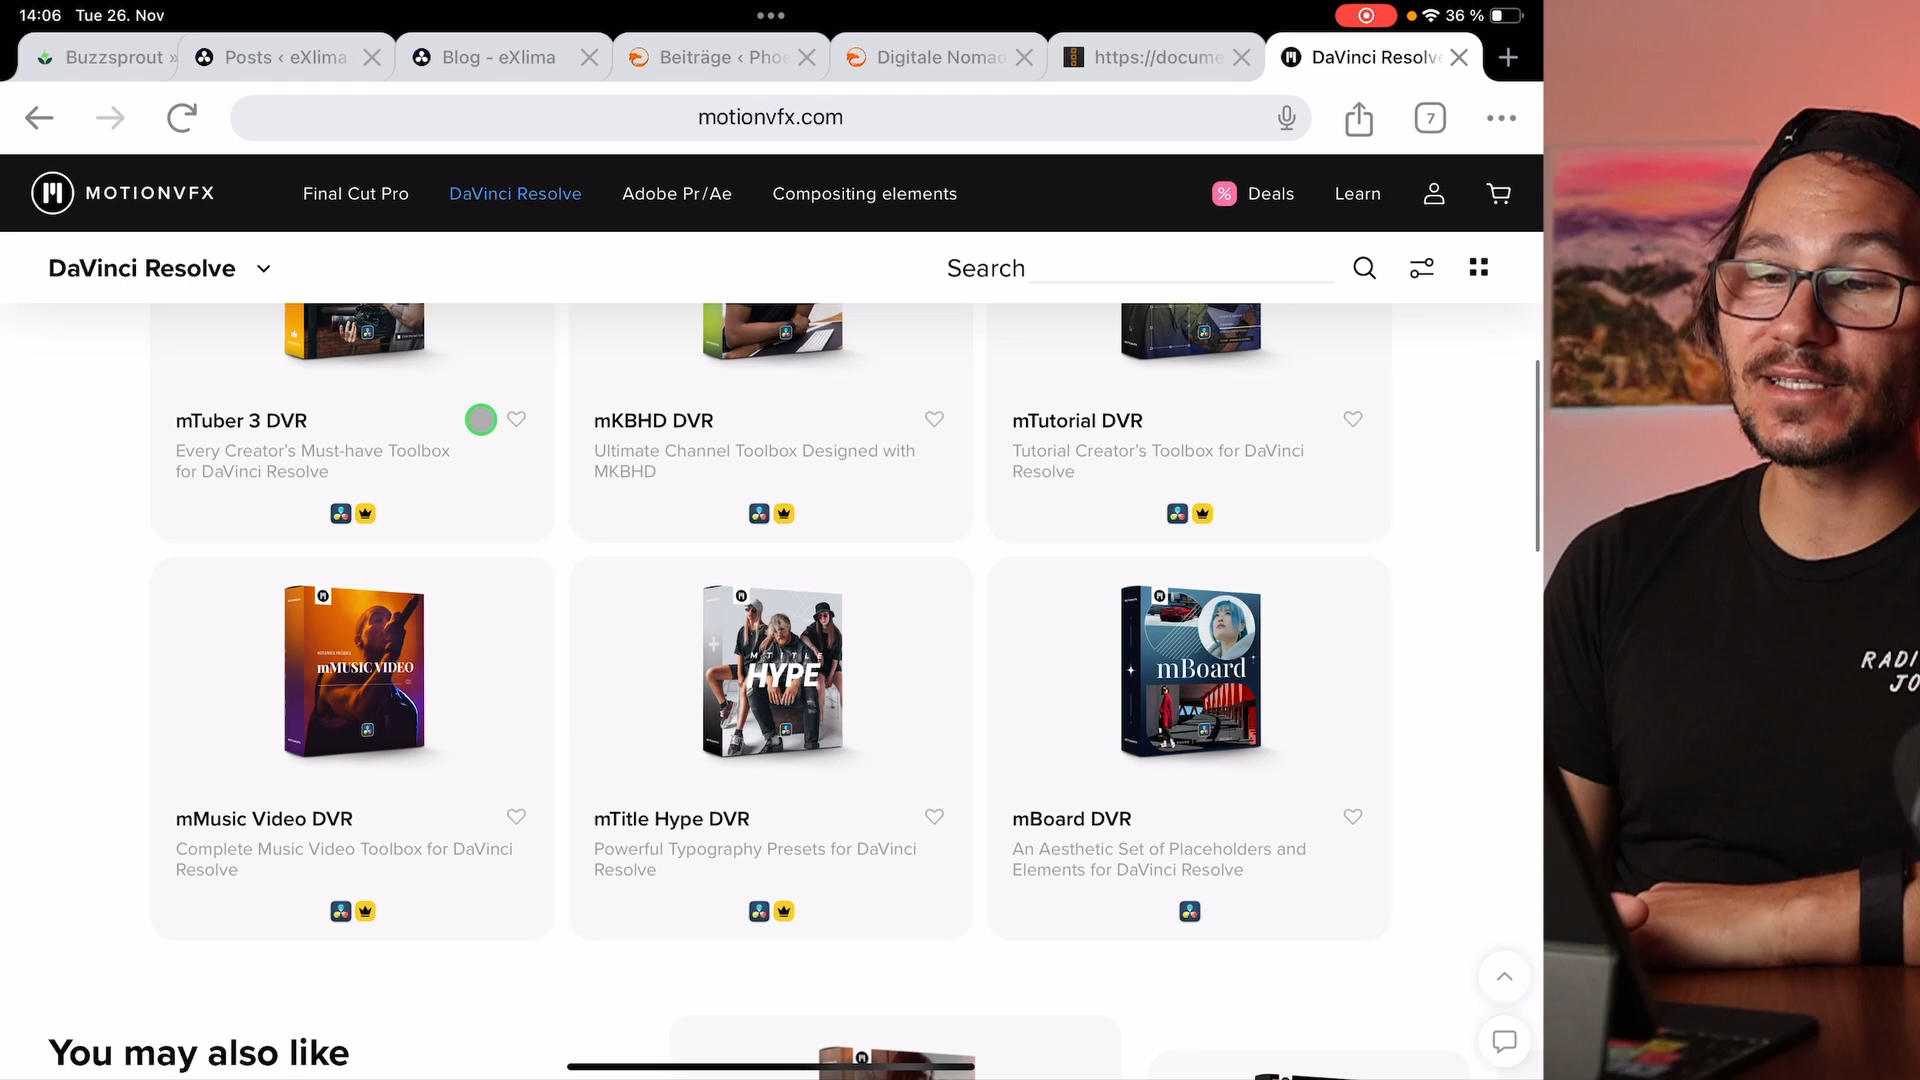 14:06 Tue 26. Nov
36 %
Buzzsprout »
Posts ‹ eXlima
Blog - eXlima
Beiträge ‹ Phoe
Digitale Nomad
https://docume
DaVinci Resolv
motionvfx.com
7
MOTIONVFX
Final Cut Pro
DaVinci Resolve
Adobe Pr/Ae
Compositing elements
%
Deals
Learn
DaVinci Resolve
Search
mTuber 3 DVR
Every Creator's Must-have Toolbox
for DaVinci Resolve
mKBHD DVR
Ultimate Channel Toolbox Designed with
MKBHD
mTutorial DVR
Tutorial Creator's Toolbox for DaVinci
Resolve
mMUSIC VIDEO
MTITLE
HYPE
mBoard
mMusic Video DVR
Complete Music Video Toolbox for DaVinci
Resolve
mTitle Hype DVR
Powerful Typography Presets for DaVinci
Resolve
mBoard DVR
An Aesthetic Set of Placeholders and
Elements for DaVinci Resolve
You may also like
RADI
JO